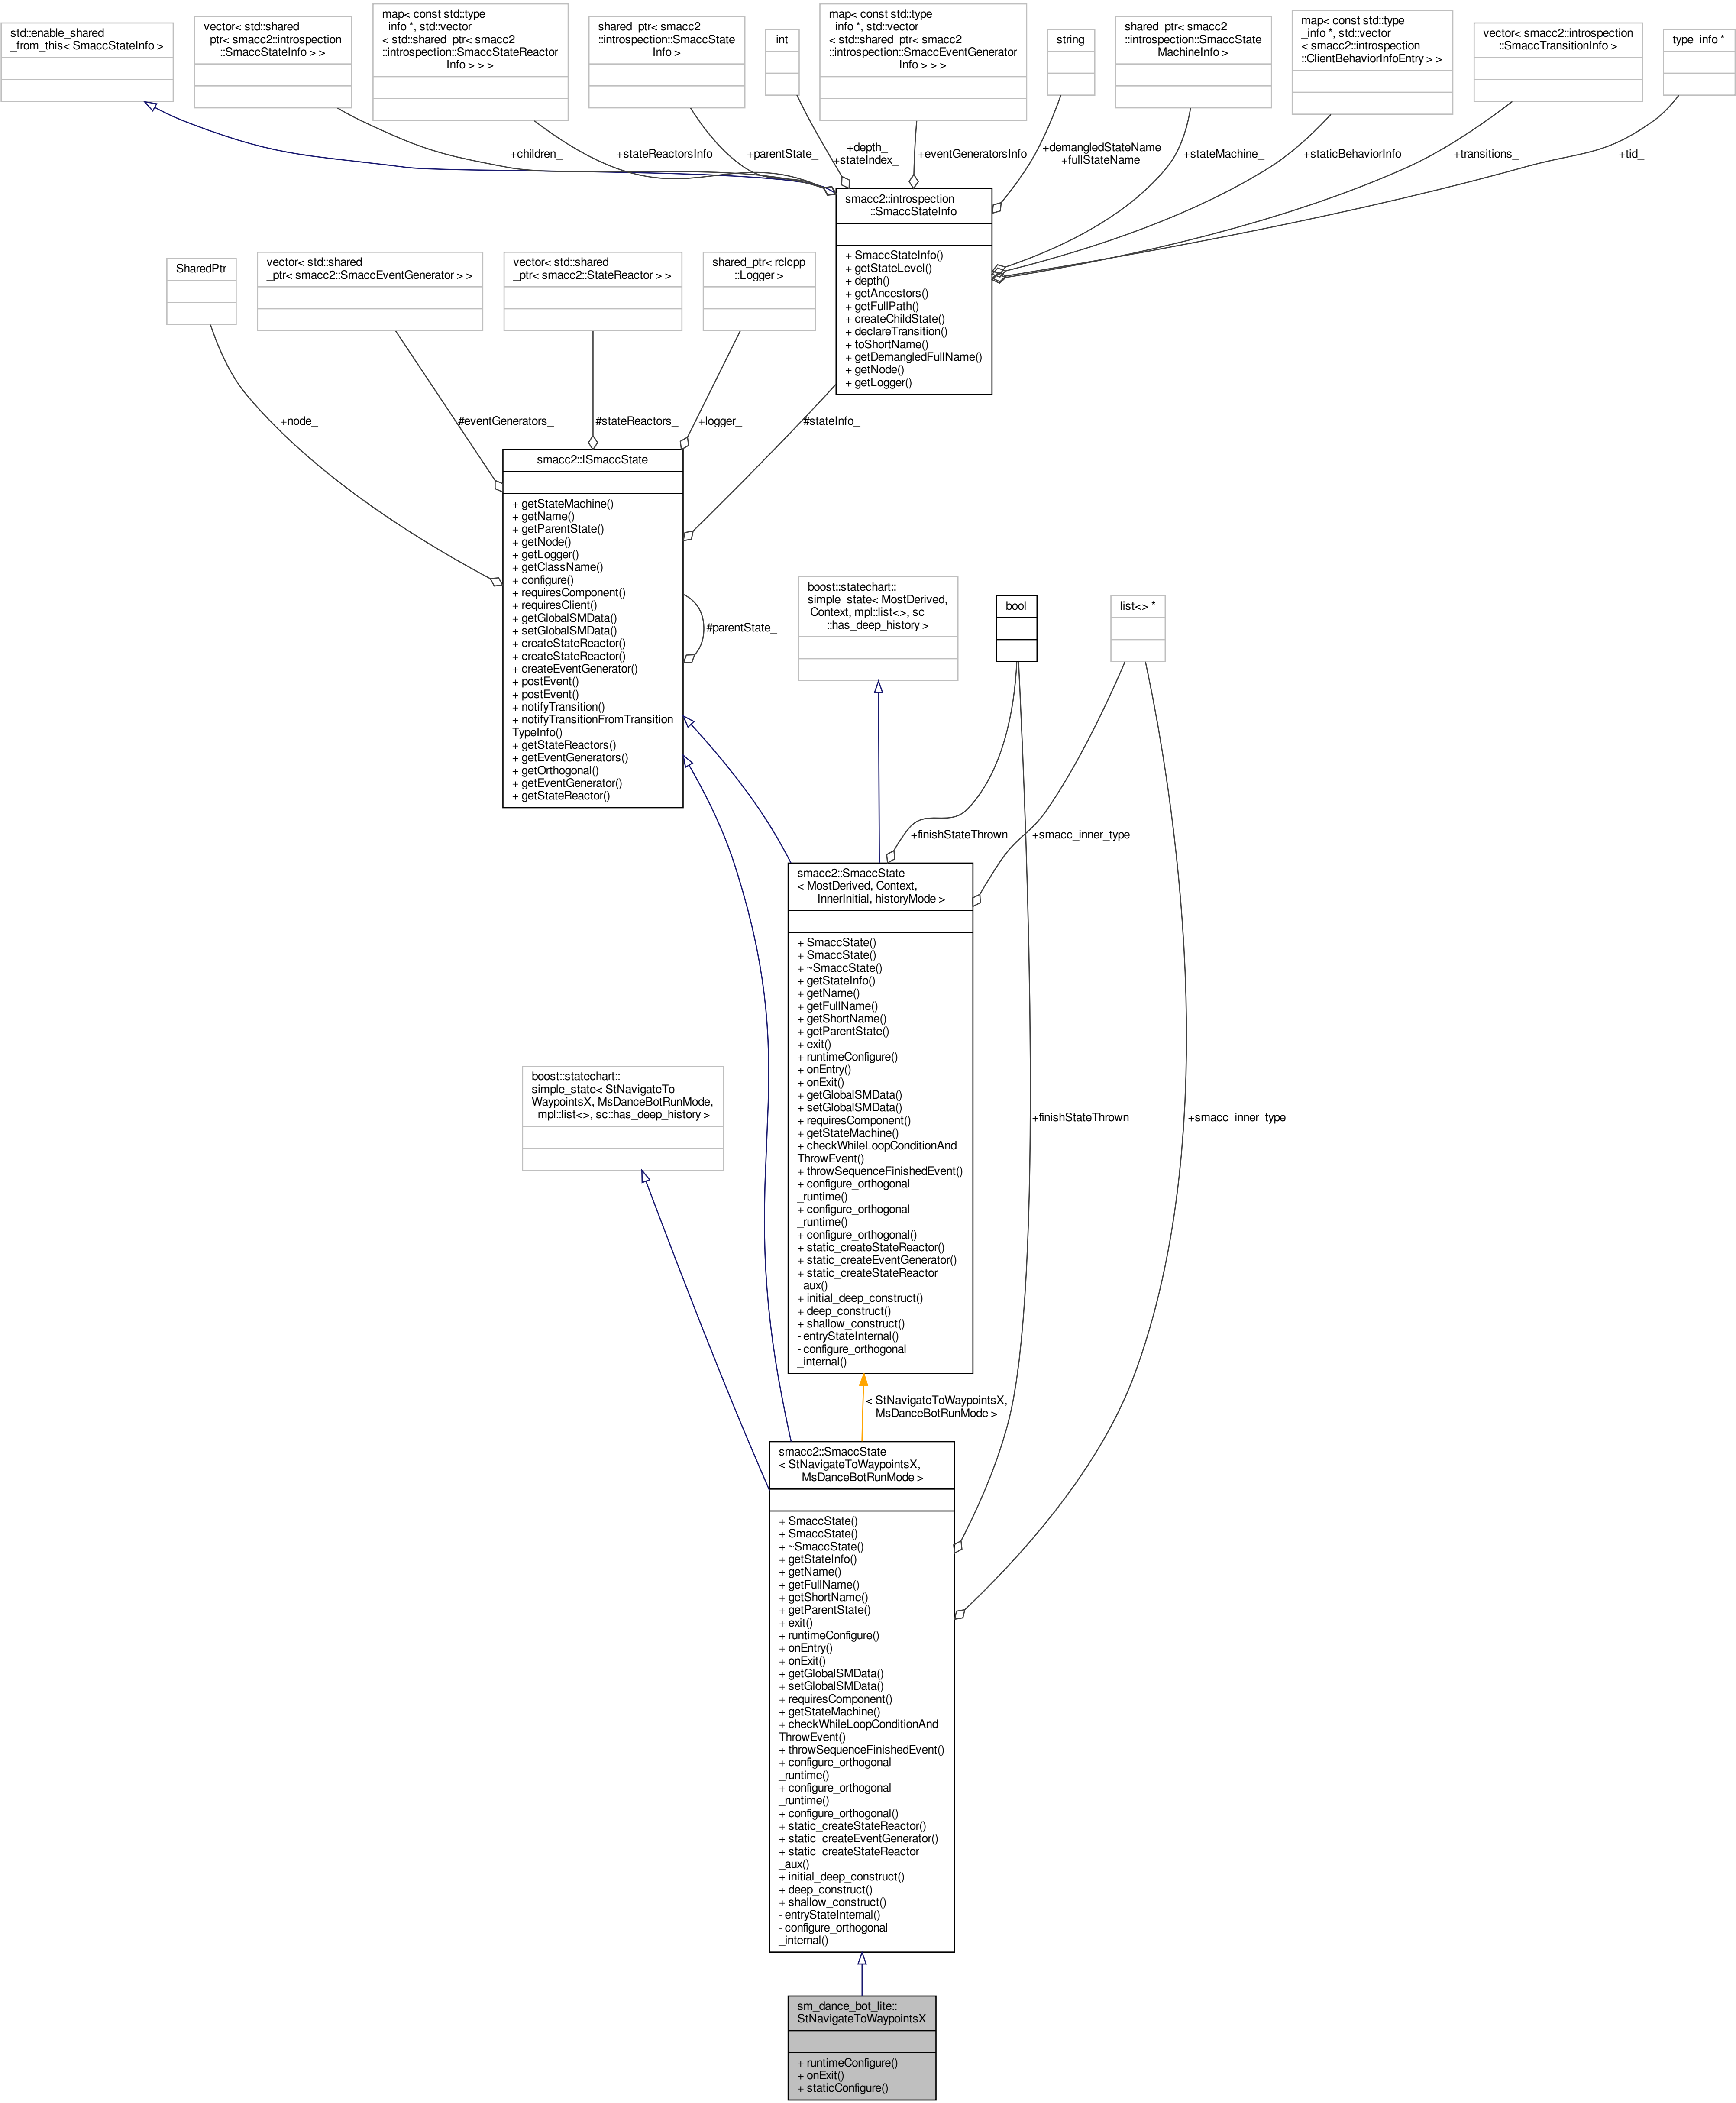 std::enable_shared
_from_this< SmaccStateInfo >
vector< std::shared
_ptr< smacc2::introspection
::SmaccStateInfo > >
map< const std::type
_info *, std::vector
< std::shared_ptr< smacc2
::introspection::SmaccStateReactor
Info > > >
shared_ptr< smacc2
::introspection::SmaccState
Info >
int
map< const std::type
_info *, std::vector
< std::shared_ptr< smacc2
::introspection::SmaccEventGenerator
Info > > >
string
shared_ptr< smacc2
::introspection::SmaccState
MachineInfo >
map< const std::type
_info *, std::vector
< smacc2::introspection
::ClientBehaviorInfoEntry > >
vector< smacc2::introspection
::SmaccTransitionInfo >
type_info *
+children_
+stateReactorsInfo
+parentState_
+depth_
+stateIndex_
+eventGeneratorsInfo
+demangledStateName
+fullStateName
+stateMachine_
+staticBehaviorInfo
+transitions_
+tid_
smacc2::introspection
::SmaccStateInfo
+ SmaccStateInfo()
+ getStateLevel()
+ depth()
+ getAncestors()
+ getFullPath()
+ createChildState()
+ declareTransition()
+ toShortName()
+ getDemangledFullName()
+ getNode()
+ getLogger()
SharedPtr
vector< std::shared
_ptr< smacc2::SmaccEventGenerator > >
vector< std::shared
_ptr< smacc2::StateReactor > >
shared_ptr< rclcpp
::Logger >
+node_
#eventGenerators_
#stateReactors_
+logger_
#stateInfo_
smacc2::ISmaccState
+ getStateMachine()
+ getName()
+ getParentState()
+ getNode()
+ getLogger()
+ getClassName()
+ configure()
+ requiresComponent()
+ requiresClient()
+ getGlobalSMData()
+ setGlobalSMData()
+ createStateReactor()
+ createStateReactor()
+ createEventGenerator()
+ postEvent()
+ postEvent()
+ notifyTransition()
+ notifyTransitionFromTransition
TypeInfo()
+ getStateReactors()
+ getEventGenerators()
+ getOrthogonal()
+ getEventGenerator()
+ getStateReactor()
#parentState_
boost::statechart::
simple_state< MostDerived,
Context, mpl::list<>, sc
::has_deep_history >
bool
list<> *
+finishStateThrown
+smacc_inner_type
smacc2::SmaccState
< MostDerived, Context,
InnerInitial, historyMode >
+ SmaccState()
+ SmaccState()
+ ~SmaccState()
+ getStateInfo()
+ getName()
+ getFullName()
+ getShortName()
+ getParentState()
+ exit()
+ runtimeConfigure()
+ onEntry()
+ onExit()
+ getGlobalSMData()
+ setGlobalSMData()
+ requiresComponent()
+ getStateMachine()
+ checkWhileLoopConditionAnd
ThrowEvent()
+ throwSequenceFinishedEvent()
+ configure_orthogonal
_runtime()
+ configure_orthogonal
_runtime()
+ configure_orthogonal()
+ static_createStateReactor()
+ static_createEventGenerator()
+ static_createStateReactor
_aux()
+ initial_deep_construct()
+ deep_construct()
+ shallow_construct()
- entryStateInternal()
- configure_orthogonal
_internal()
boost::statechart::
simple_state< StNavigateTo
WaypointsX, MsDanceBotRunMode,
mpl::list<>, sc::has_deep_history >
+finishStateThrown
+smacc_inner_type
< StNavigateToWaypointsX,
MsDanceBotRunMode >
smacc2::SmaccState
< StNavigateToWaypointsX,
MsDanceBotRunMode >
+ SmaccState()
+ SmaccState()
+ ~SmaccState()
+ getStateInfo()
+ getName()
+ getFullName()
+ getShortName()
+ getParentState()
+ exit()
+ runtimeConfigure()
+ onEntry()
+ onExit()
+ getGlobalSMData()
+ setGlobalSMData()
+ requiresComponent()
+ getStateMachine()
+ checkWhileLoopConditionAnd
ThrowEvent()
+ throwSequenceFinishedEvent()
+ configure_orthogonal
_runtime()
+ configure_orthogonal
_runtime()
+ configure_orthogonal()
+ static_createStateReactor()
+ static_createEventGenerator()
+ static_createStateReactor
_aux()
+ initial_deep_construct()
+ deep_construct()
+ shallow_construct()
- entryStateInternal()
- configure_orthogonal
_internal()
sm_dance_bot_lite::
StNavigateToWaypointsX
+ runtimeConfigure()
+ onExit()
+ staticConfigure()